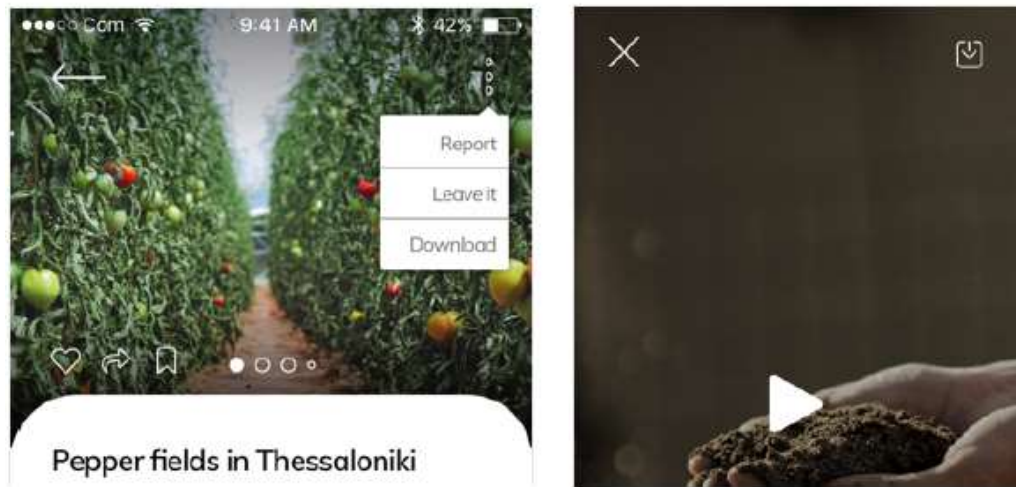 Com 9:41 AM 42%
Report
Leave it
Download
Pepper fields in Thessaloniki